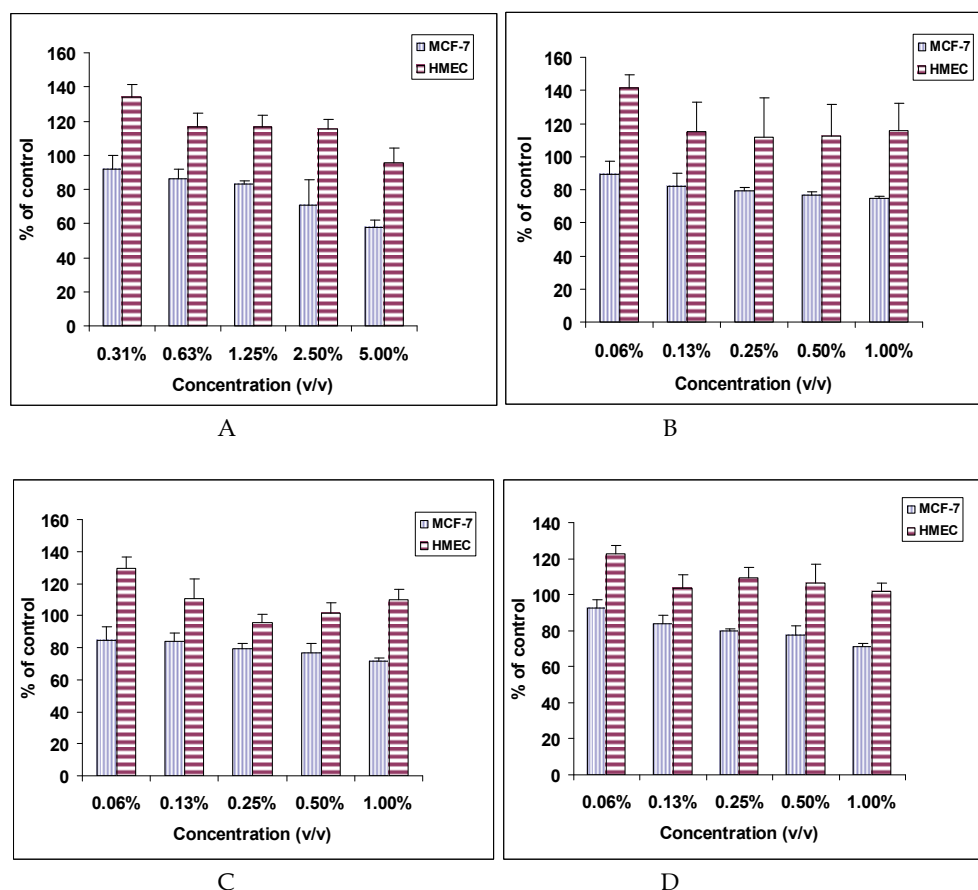 MCF-7
HMEC
% of control
160
140
120
100
80
60
40
20
0
0.31% 0.63% 1.25% 2.50% 5.00%
Concentration (v/v)
A
MCF-7
HMEC
% of control
160
140
120
100
80
60
40
20
0
0.06% 0.13% 0.25% 0.50% 1.00%
Concentration (v/v)
B
MCF-7
HMEC
% of control
160
140
120
100
80
60
40
20
0
0.06% 0.13% 0.25% 0.50% 1.00%
Concentration (v/v)
C
MCF-7
HMEC
% of control
140
120
100
80
60
40
20
0
0.06% 0.13% 0.25% 0.50% 1.00%
Concentration (v/v)
D